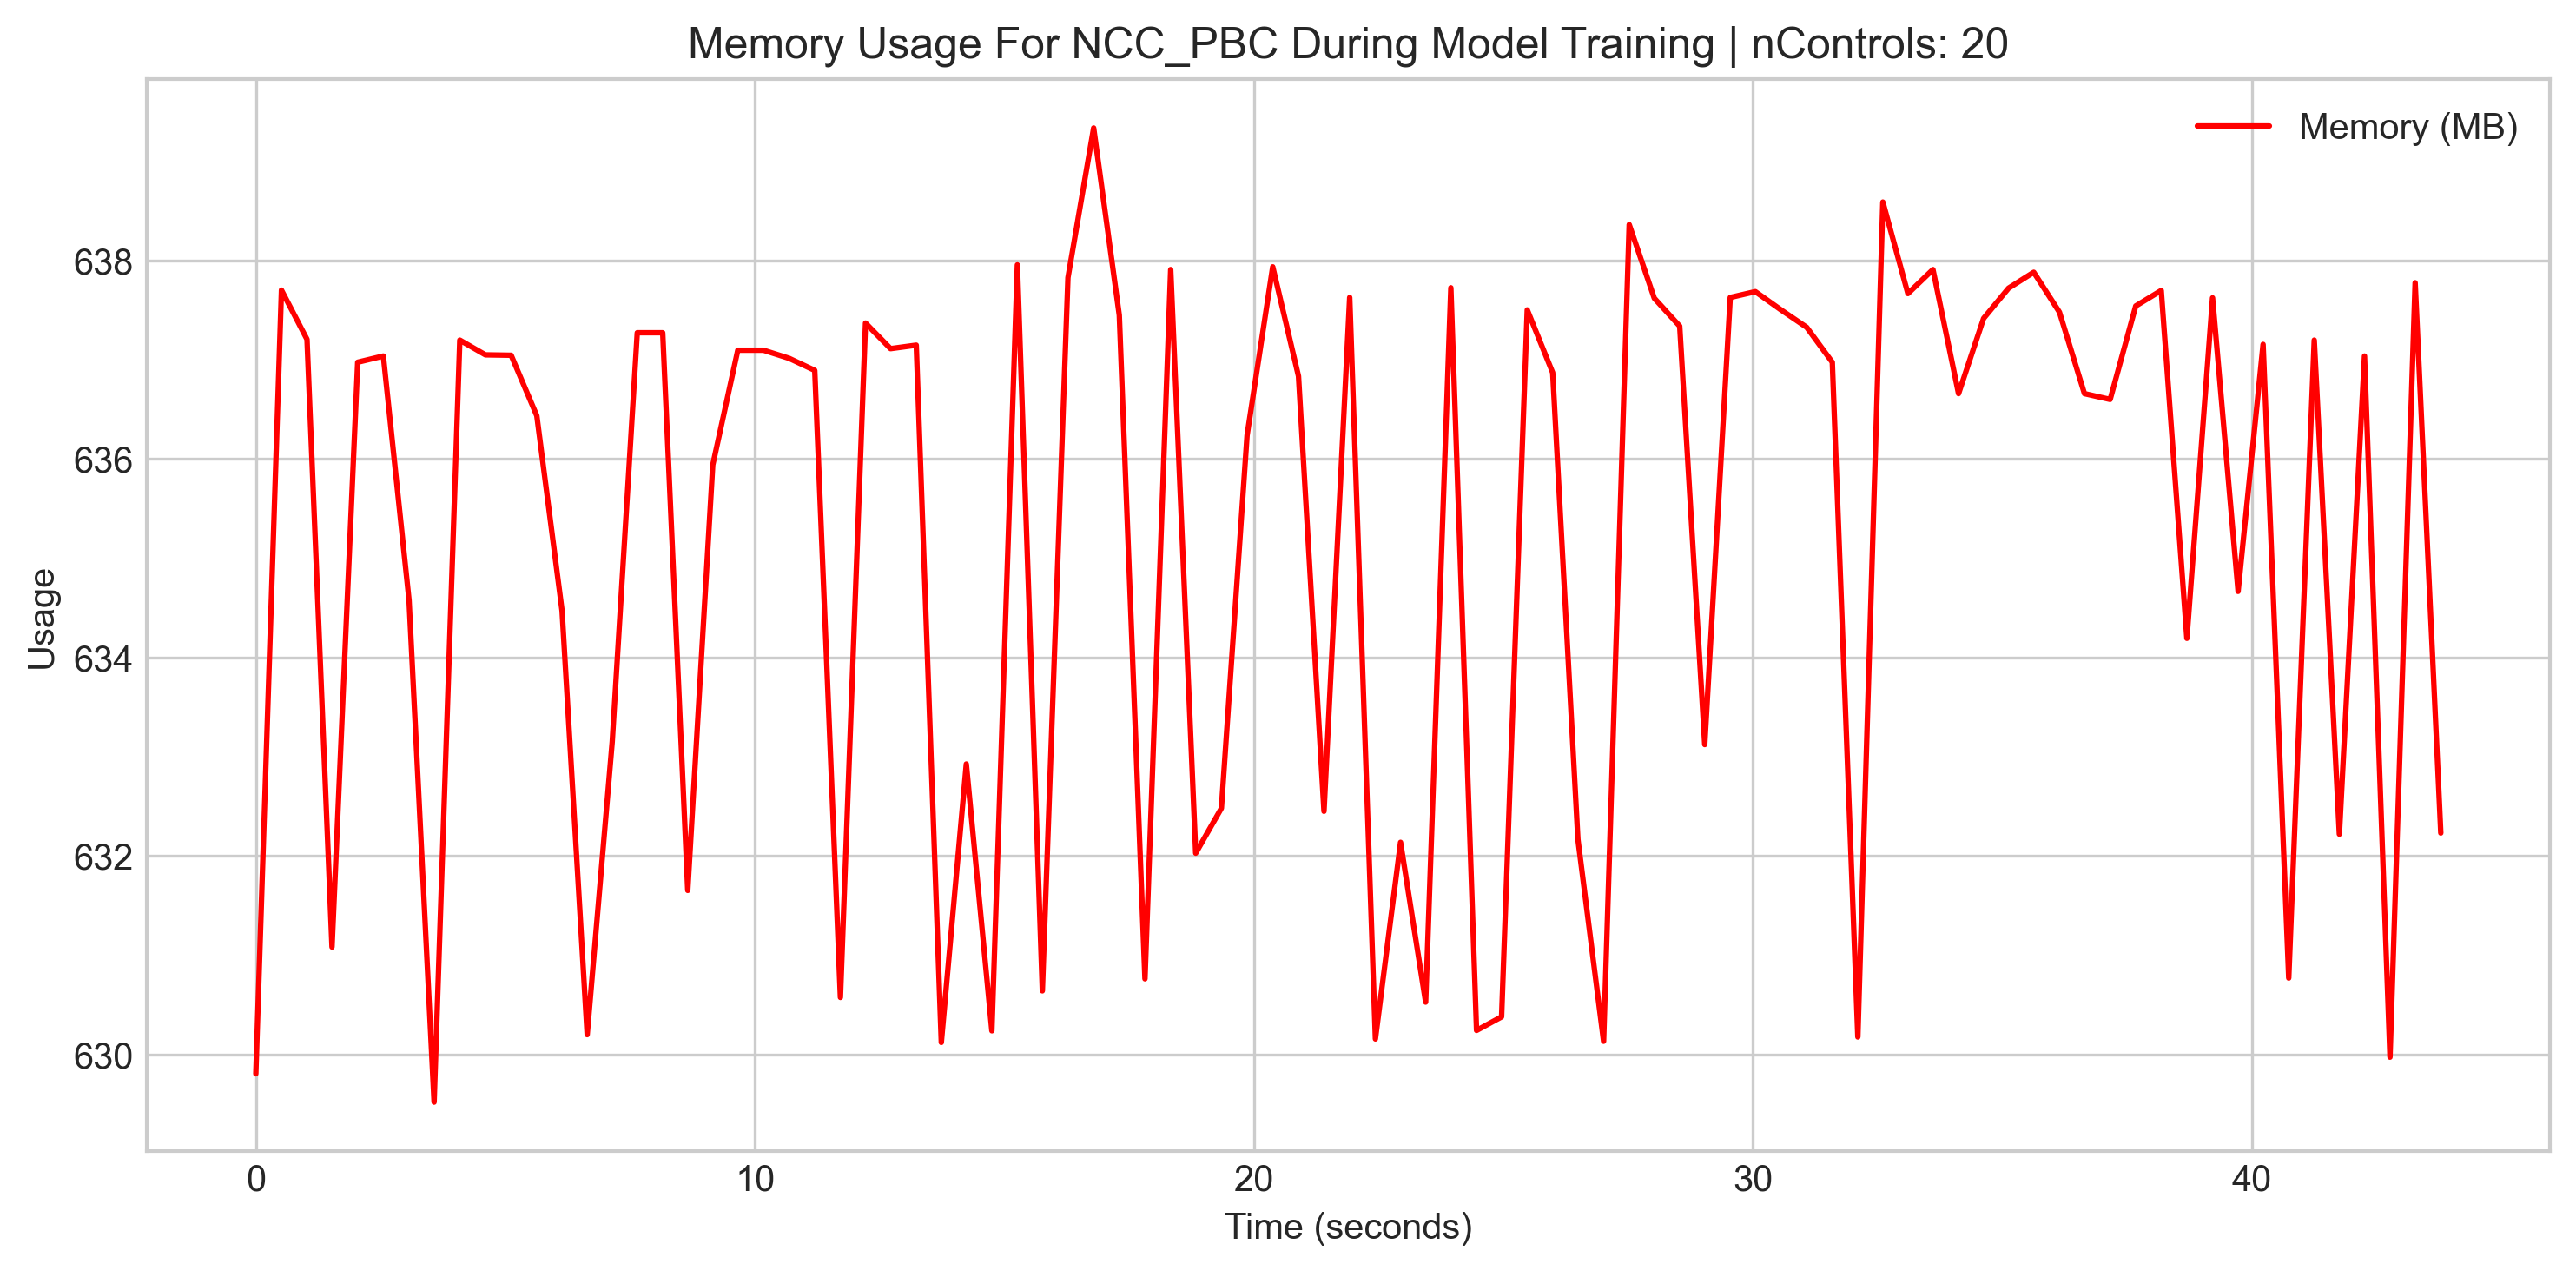 Memory Usage For NCC_PBC During Model Training | nControls: 20
Memory (MB)
638
636
634
632
630
Usage
0 10 20 30 40
Time (seconds)